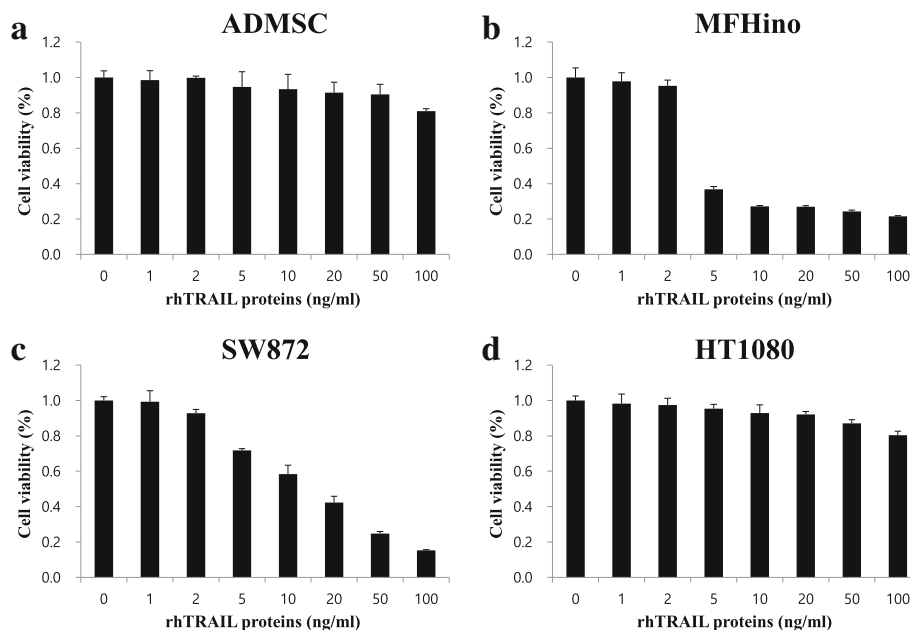 a
ADMSC
Cell viability (%)
1.2
1.0
0.8
0.6
0.4
0.2
0.0
0 1 2 5 10 20 50 100
rhTRAIL proteins (ng/ml)
b
MFHino
Cell viability (%)
1.2
1.0
0.8
0.6
0.4
0.2
0.0
0 1 2 5 10 20 50 100
rhTRAIL proteins (ng/ml)
c
SW872
Cell viability (%)
1.2
1.0
0.8
0.6
0.4
0.2
0.0
0 1 2 5 10 20 50 100
rhTRAIL proteins (ng/ml)
d
HT1080
Cell viability (%)
1.2
1.0
0.8
0.6
0.4
0.2
0.0
0 1 2 5 10 20 50 100
rhTRAIL proteins (ng/ml)